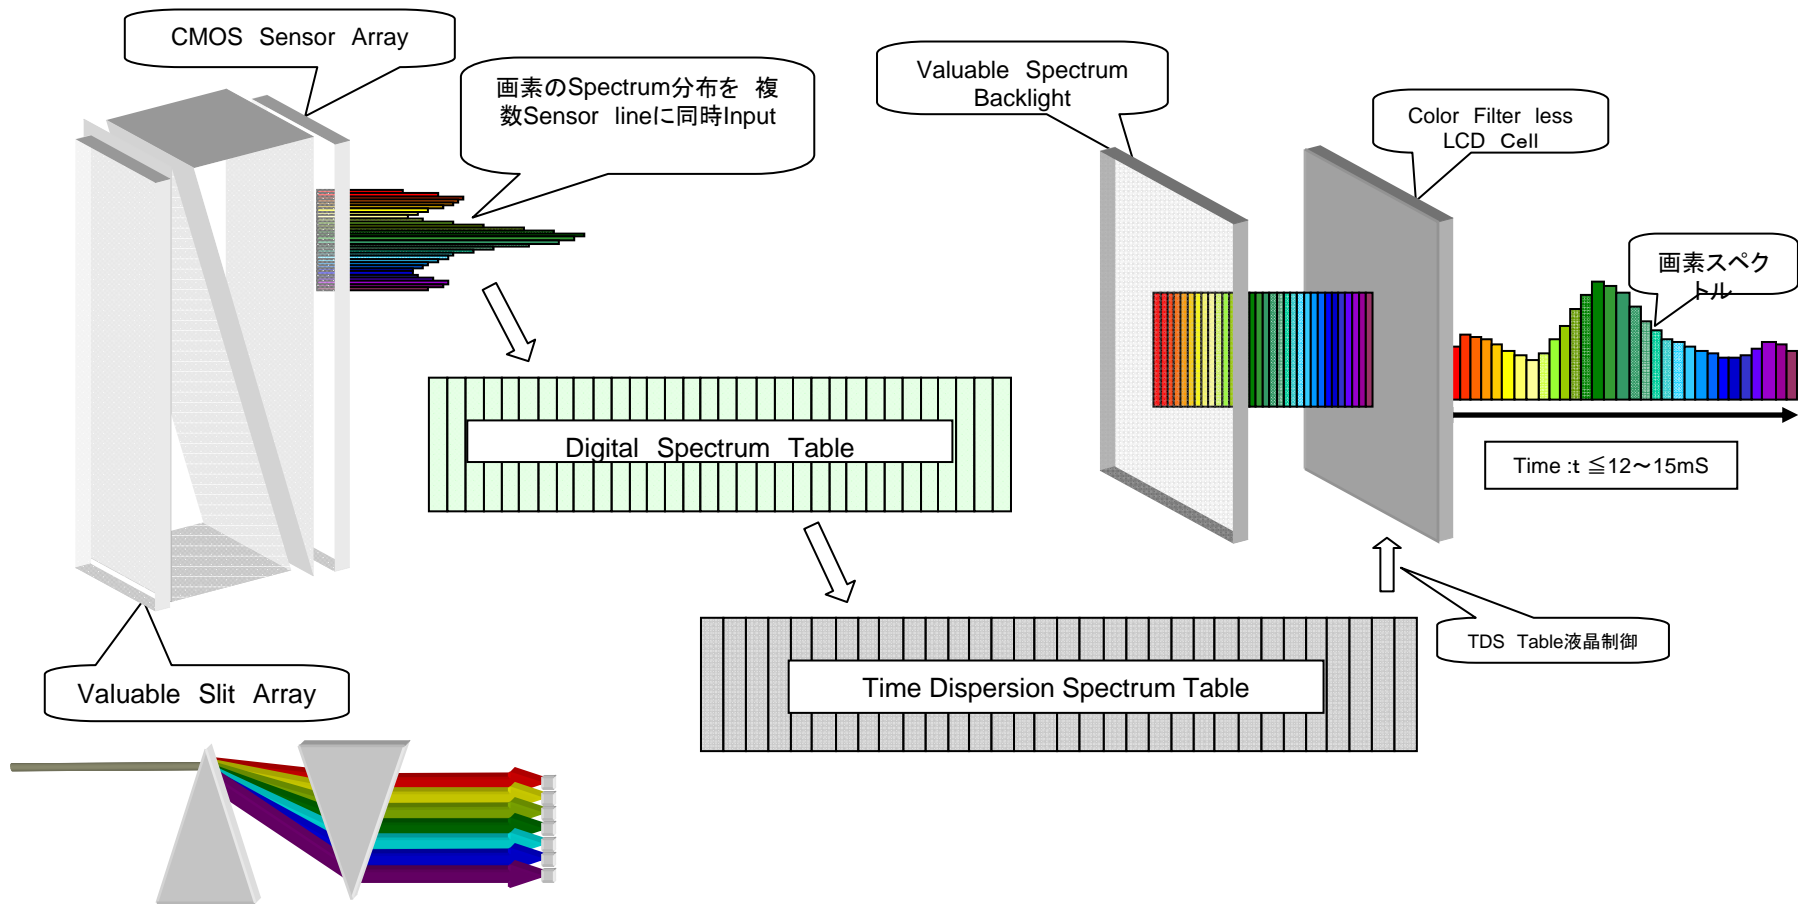 CMOS Sensor Array
画素のSpectrum分布を 複
数Sensor lineに同時Input
Valuable Spectrum
Backlight
Color Filter less
LCD Cell
画素スペク
トル
Digital Spectrum Table
Time :t ≦12～15mS
TDS Table液晶制御
Time Dispersion Spectrum Table
Valuable Slit Array